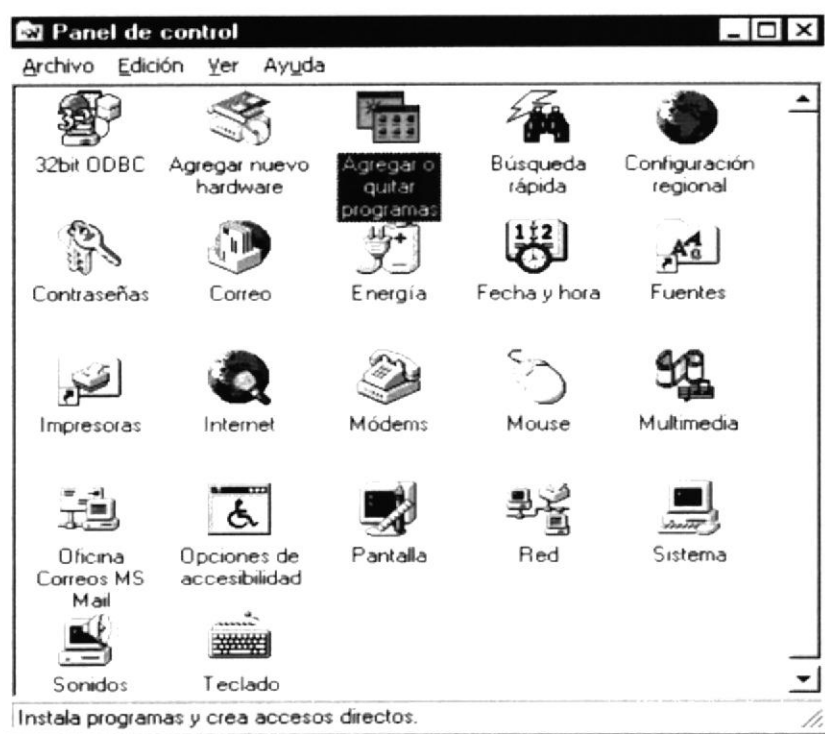 Panel de control
Archivo Edición Ver Ayuda
32bit ODBC
Agregar nuevo
hardware
Agregar o
quitar
programas
Búsqueda
rápida
Configuración
regional
Contraseñas
Correo
Energía
Fecha y hora
Fuentes
Impresoras
Internet
Módems
Mouse
Multimedia
Oficina
Correos MS
Mail
Opciones de
accesibilidad
Pantalla
Red
Sistema
Sonidos
Teclado
Instala programas y crea accesos directos.